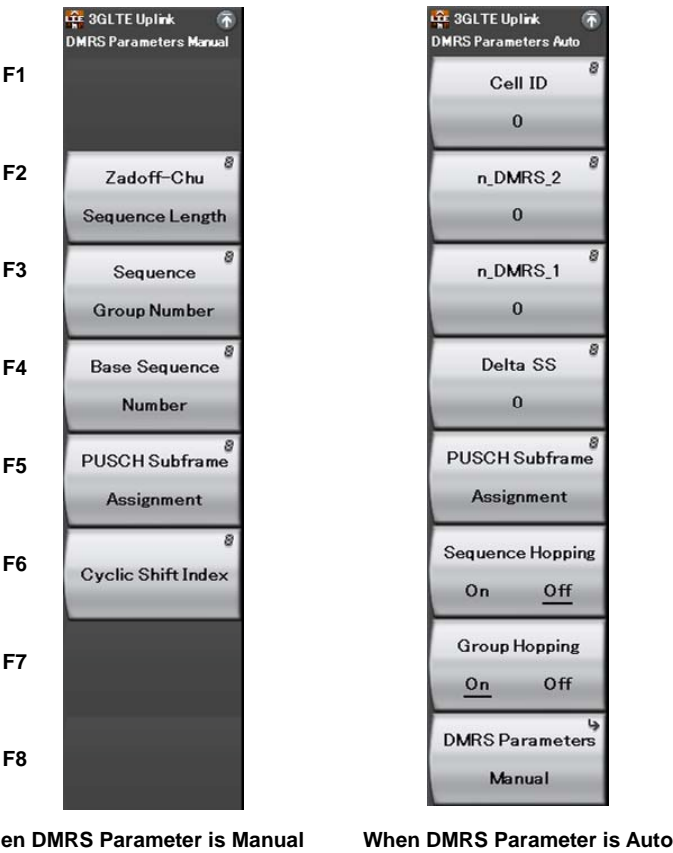 3GLTE Uplink
DMRS Parameters Manual
F1
F2
F3
F4
F5
F6
F7
F8
Zadoff-Chu
Sequence Length
Sequence
Group Number
Base Sequence
Number
PUSCH Subframe
Assignment
Cyclic Shift Index
3GLTE Uplink
DMRS Parameters Auto
Cell ID
0
n_DMRS_2
0
n_DMRS_1
0
Delta SS
0
PUSCH Subframe
Assignment
Sequence Hopping
On Off
Group Hopping
On Off
DMRS Parameters
Manual
en DMRS Parameter is Manual
When DMRS Parameter is Auto